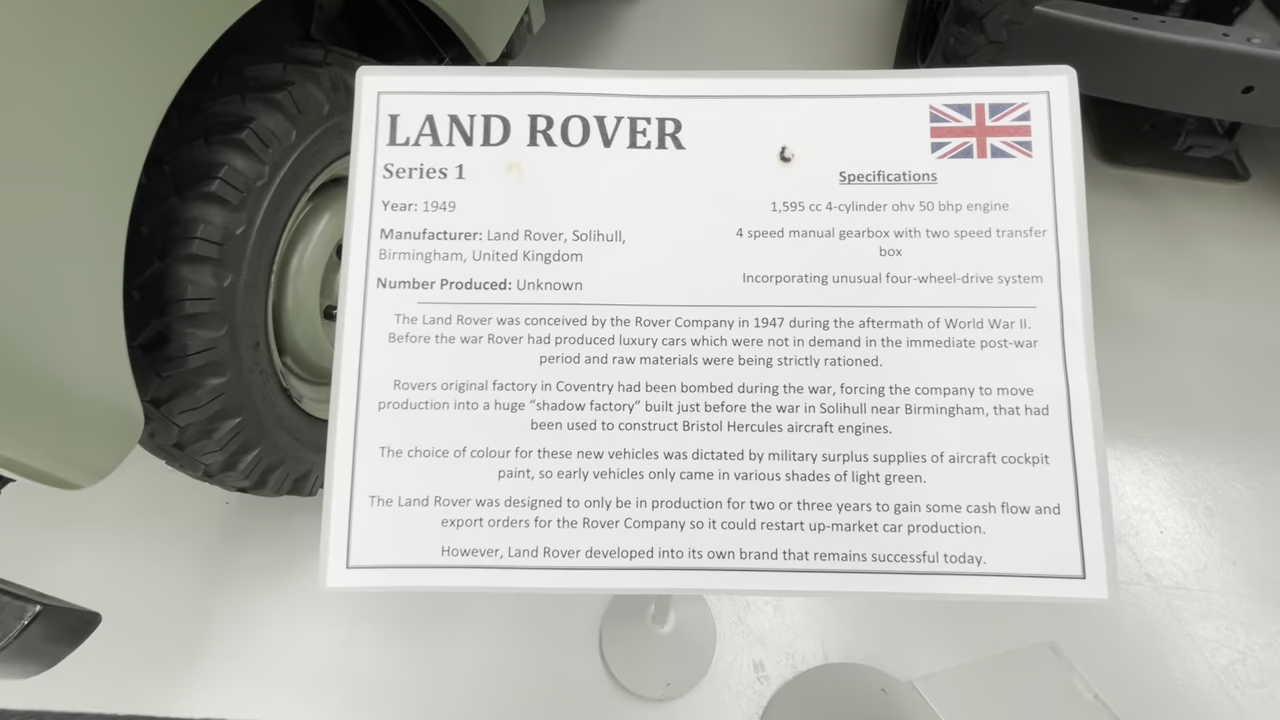 LAND ROVER
Series 1
Year: 1949
Manufacturer: Land Rover, Solihull,
Birmingham, United Kingdom
Number Produced: Unknown
Specifications
1,595 cc 4-cylinder ohv 50 bhp engine
4 speed manual gearbox with two speed transfer
box
Incorporating unusual four-wheel-drive system
The Land Rover was conceived by the Rover Company in 1947 during the aftermath of World War II.
Before the war Rover had produced luxury cars which were not in demand in the immediate post-war
period and raw materials were being strictly rationed.
Rovers original factory in Coventry had been bombed during the war, forcing the company to move
production into a huge “shadow factory” built just before the war in Solihull near Birmingham, that had
been used to construct Bristol Hercules aircraft engines.
The choice of colour for these new vehicles was dictated by military surplus supplies of aircraft cockpit
paint, so early vehicles only came in various shades of light green.
The Land Rover was designed to only be in production for two or three years to gain some cash flow and
export orders for the Rover Company so it could restart up-market car production.
However, Land Rover developed into its own brand that remains successful today.